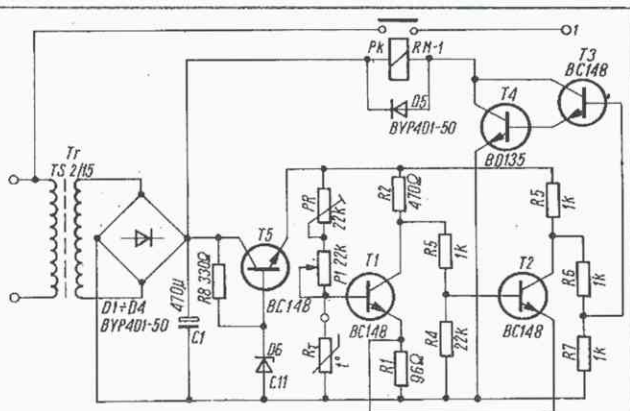 1
Pk RM-1
T3
BC148
T4
D5
BYP401-50
BD135
Tr
TS 2/15
T5
PR
22k
R2
470Ω
R5
1k
P1 22k
T1
R5
1k
T2
R6
1k
470μ
R8 330Ω
BC148
D1÷D4
BYP401-50
C1
D6
C11
Rτ
t°
BC148
R1
96Ω
R4
22k
BC148
R7
1k